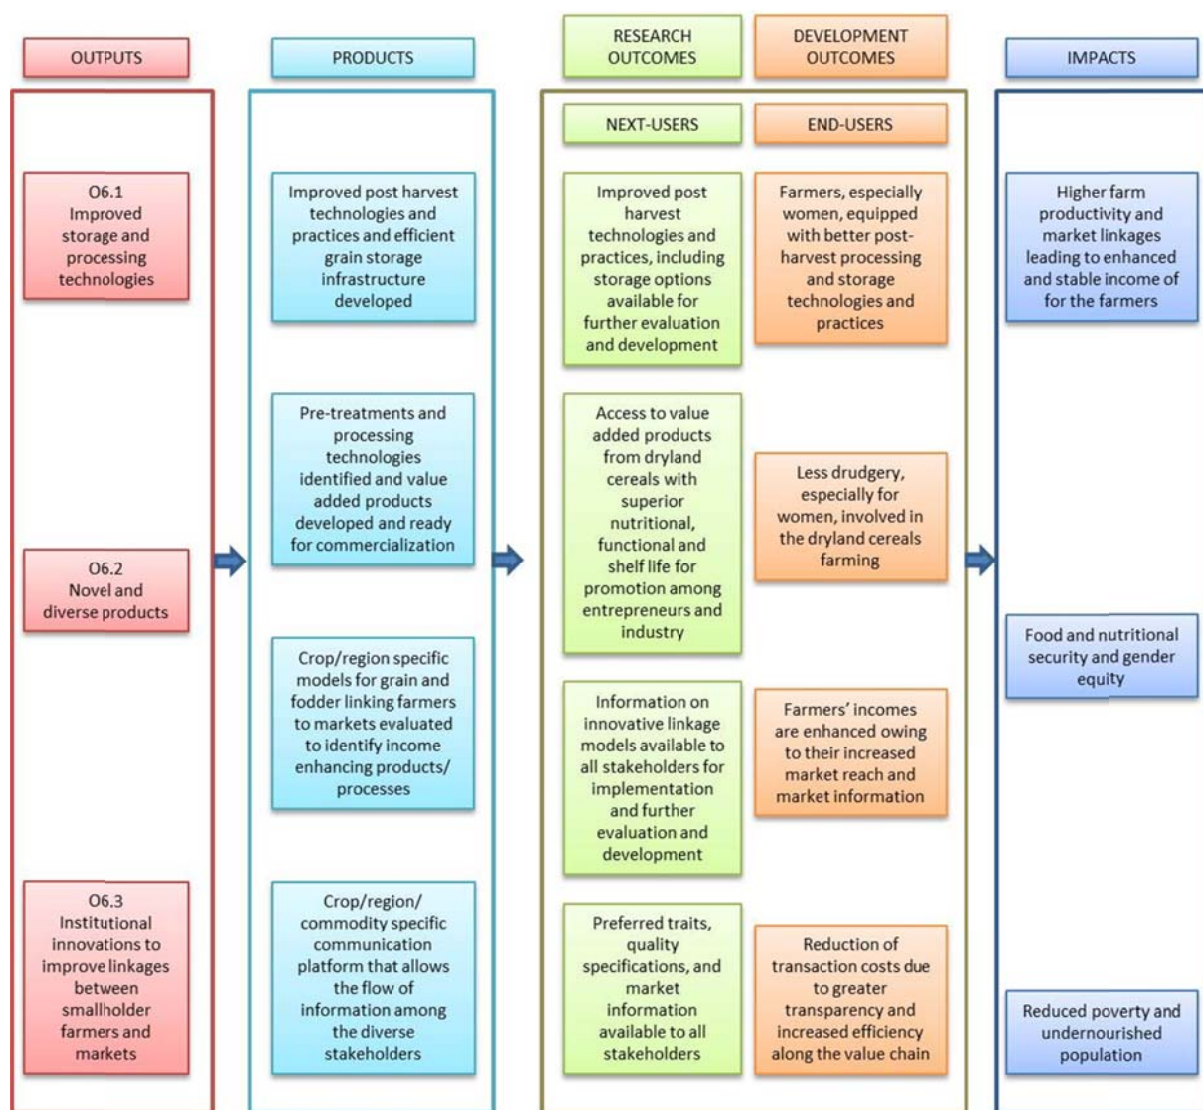 OUTPUTS
PRODUCTS
RESEARCH
OUTCOMES
DEVELOPMENT
OUTCOMES
IMPACTS
NEXT-USERS
END-USERS
O6.1
Improved
storage and
processing
technologies
O6.2
Novel and
diverse products
O6.3
Institutional
innovations to
improve linkages
between
smallholder
farmers and
markets
Improved post harvest
technologies and
practices and efficient
grain storage
infrastructure
developed
Pre-treatments and
processing
technologies
identified and value
added products
developed and ready
for commercialization
Crop/region specific
models for grain and
fodder linking farmers
to markets evaluated
to identify income
enhancing products/
processes
Crop/region/
commodity specific
communication
platform that allows
the flow of
information among
the diverse
stakeholders
Improved post
harvest
technologies and
practices, including
storage options
available for
further evaluation
and development
Access to value
added products
from dryland
cereals with
superior
nutritional,
functional and
shelf life for
promotion among
entrepreneurs and
industry
Information on
innovative linkage
models available to
all stakeholders for
implementation
and further
evaluation and
development
Preferred traits,
quality
specifications, and
market
information
available to all
stakeholders
Farmers, especially
women, equipped
with better post-
harvest processing
and storage
technologies and
practices
Less drudgery,
especially for
women, involved in
the dryland cereals
farming
Farmers’ incomes
are enhanced owing
to their increased
market reach and
market information
Reduction of
transaction costs due
to greater
transparency and
increased efficiency
along the value chain
Higher farm
productivity and
market linkages
leading to enhanced
and stable income of
for the farmers
Food and nutritional
security and gender
equity
Reduced poverty and
undernourished
population